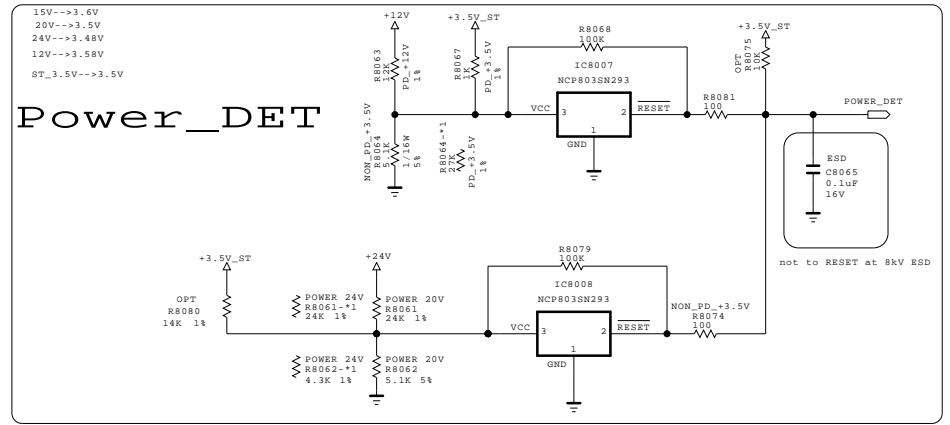 15V-->3.6V
20V-->3.5V
24V-->3.48V
12V-->3.58V
ST_3.5V-->3.5V
Power_DET
+12V
R8063
12K
PD_+12V
1%
+3.5V_ST
R8067
1K
PD_+3.5V
1%
R8068
100K
IC8007
NCP803SN293
VCC
3
2
RESET
1
GND
NON_PD_+3.5V
R8064
5.1K
1/16W
5%
R8064-*1
27K
PD_+3.5V
1%
R8081
100
+3.5V_ST
OPT
R8075
10K
POWER_DET
ESD
C8065
0.1uF
16V
not to RESET at 8kV ESD
+3.5V_ST
OPT
R8080
14K 1%
+24V
POWER 24V
R8061-*1
24K 1%
POWER 20V
R8061
24K 1%
POWER 24V
R8062-*1
4.3K 1%
POWER 20V
R8062
5.1K 5%
R8079
100K
IC8008
NCP803SN293
VCC
3
2
RESET
1
GND
NON_PD_+3.5V
R8074
100